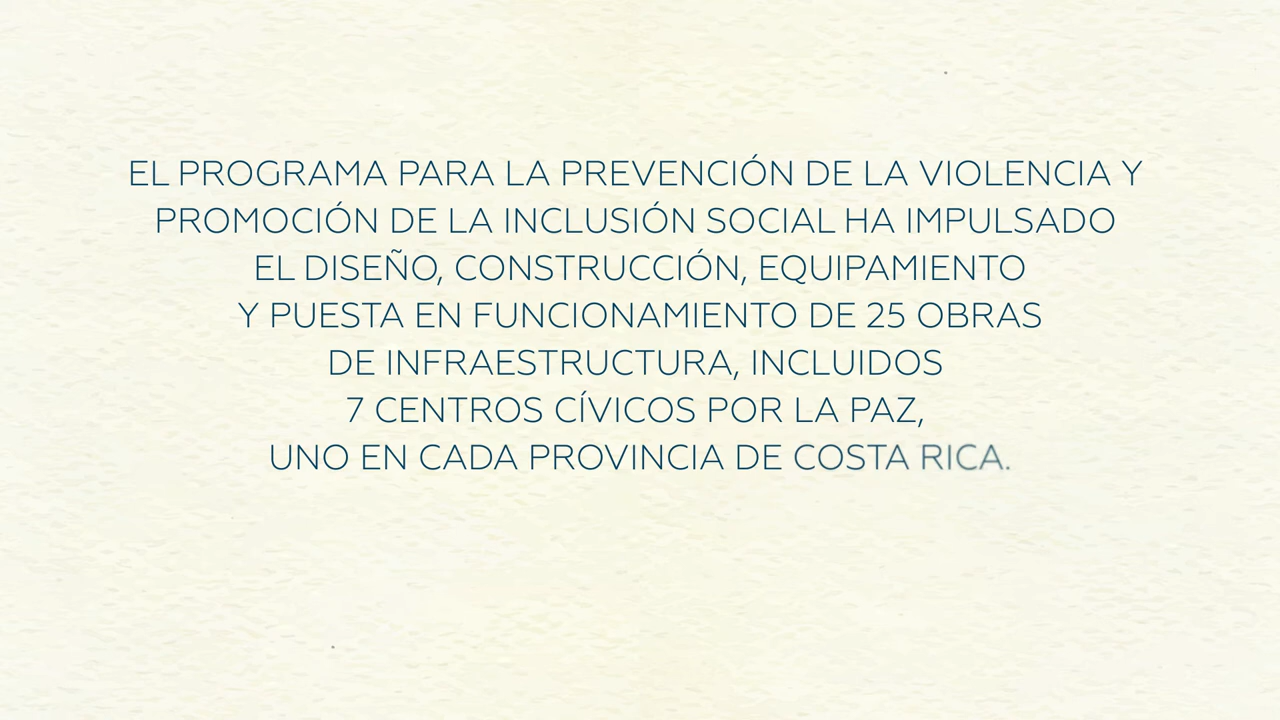 EL PROGRAMA PARA LA PREVENCIÓN DE LA VIOLENCIA Y
PROMOCIÓN DE LA INCLUSIÓN SOCIAL HA IMPULSADO
EL DISEÑO, CONSTRUCCIÓN, EQUIPAMIENTO
Y PUESTA EN FUNCIONAMIENTO DE 25 OBRAS
DE INFRAESTRUCTURA, INCLUIDOS
7 CENTROS CÍVICOS POR LA PAZ,
UNO EN CADA PROVINCIA DE COSTA RICA.